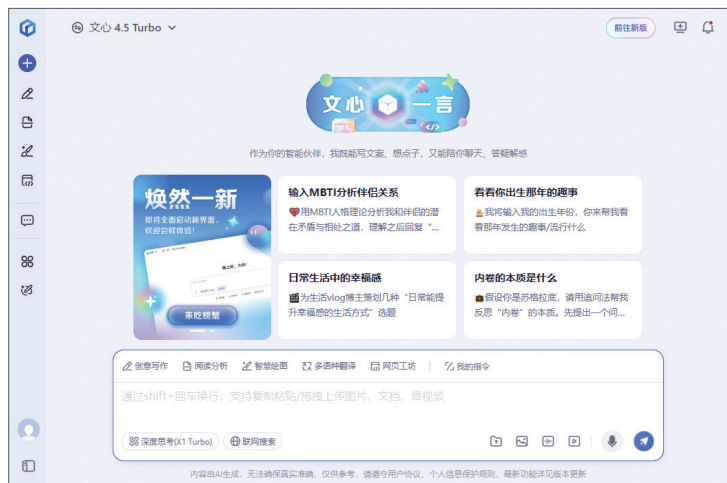 文心 4.5 Turbo
前往新版
文心一言
作为你的智能伙伴，我既能写文案、想点子，又能陪你聊天、答疑解惑
焕然一新
即将全面启动新界面，
欢迎尝鲜体验！
来吃螃蟹
输入MBTI分析伴侣关系
❤️用MBTI人格理论分析我和伴侣的潜
在矛盾与相处之道，理解之后回复“...
看看你出生那年的趣事
🎂我将输入我的出生年份，你来帮我看
看那年发生的趣事/流行什么
日常生活中的幸福感
🎬为生活vlog博主策划几种“日常能提
升幸福感的生活方式”选题
内卷的本质是什么
💼假设你是苏格拉底，请用追问法帮我
反思“内卷”的本质。先提出一个问...
创意写作 阅读分析 智慧绘图 多语种翻译 网页工坊 | 我的指令
通过shift+回车换行；支持复制粘贴/拖拽上传图片、文档、音视频
深度思考(X1 Turbo) 联网搜索
内容由AI生成，无法确保真实准确，仅供参考，请遵守用户协议、个人信息保护规则，最新功能详见版本更新